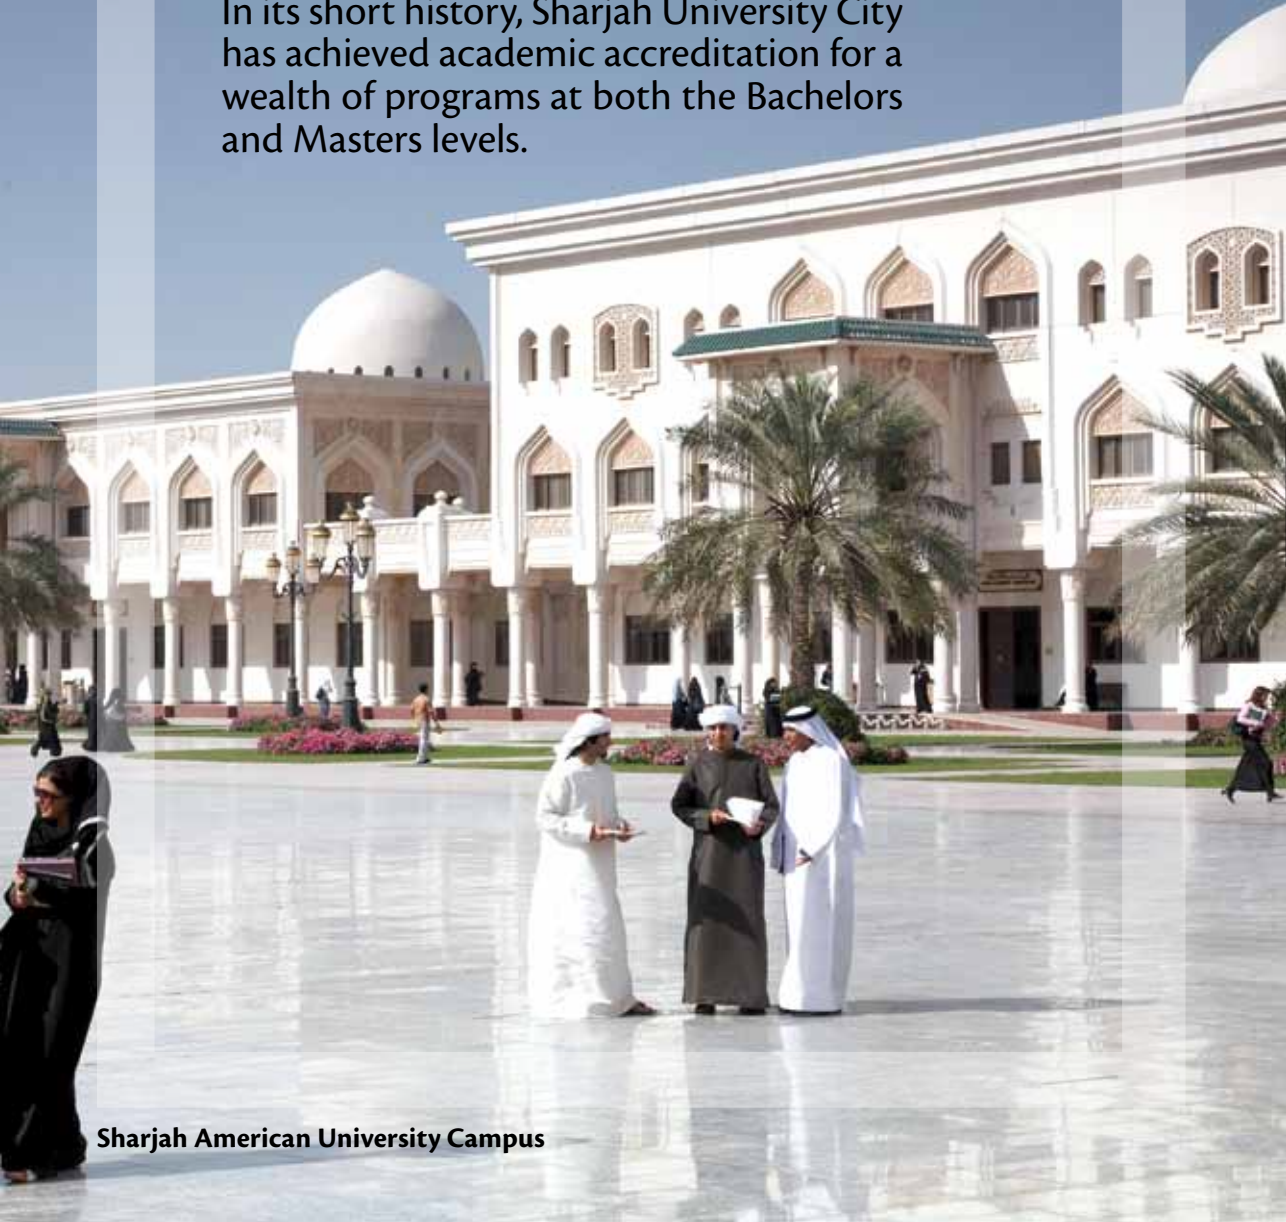 In its short history, Sharjah University City
has achieved academic accreditation for a
wealth of programs at both the Bachelors
and Masters levels.
Sharjah American University Campus